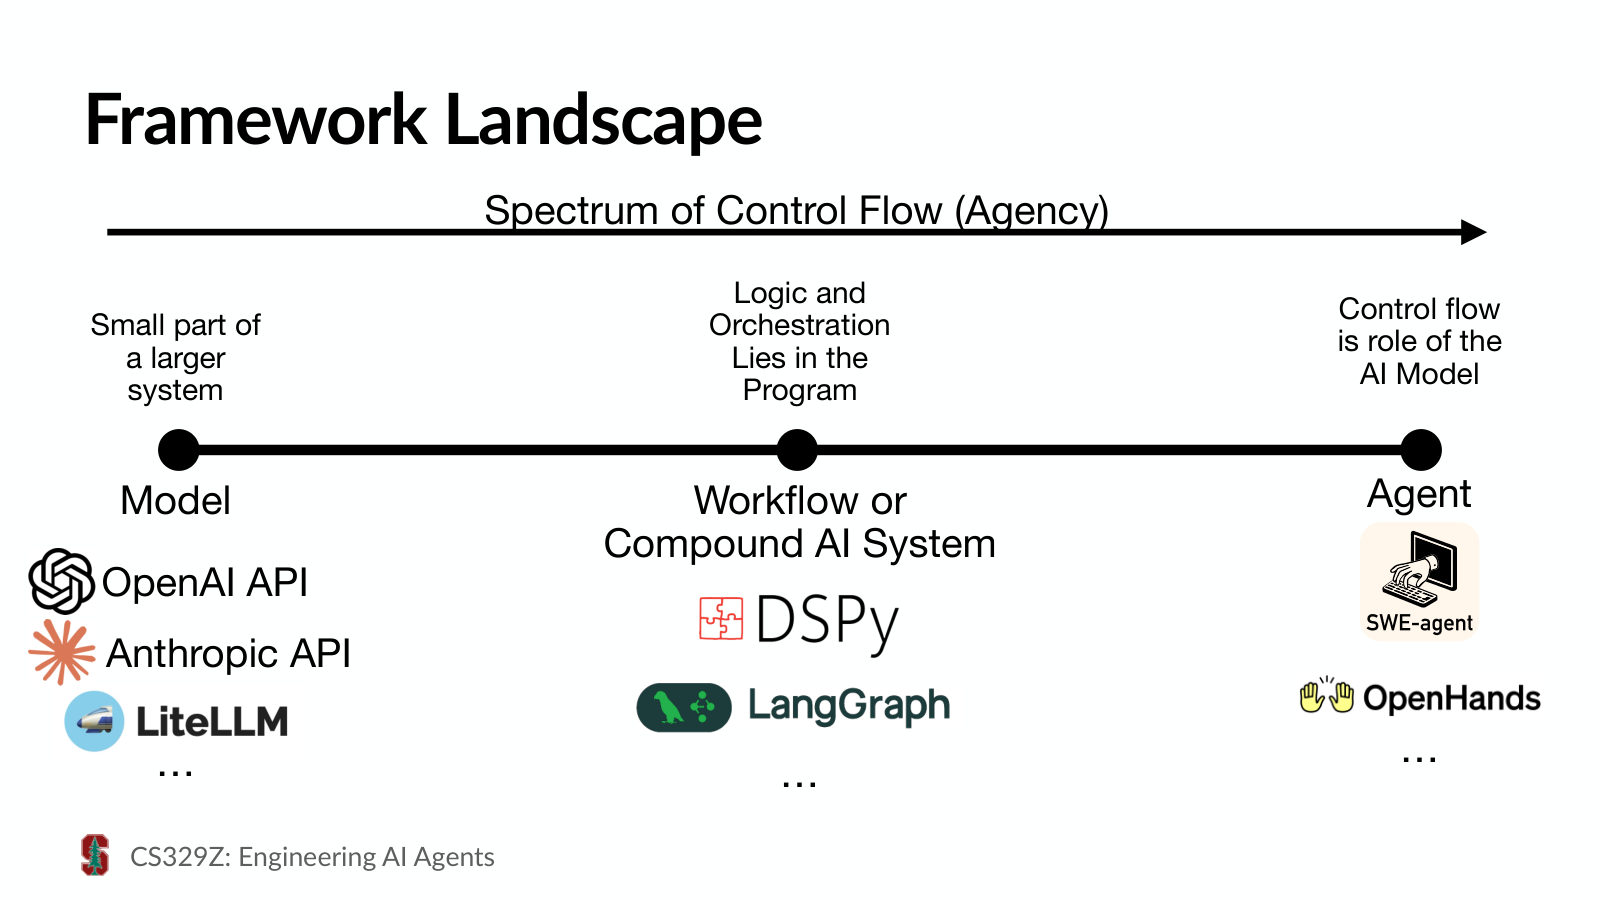 Framework Landscape
Spectrum of Control Flow (Agency)
Small part of
a larger
system
Logic and
Orchestration
Lies in the
Program
Control flow
is role of the
AI Model
Model
OpenAI API
Anthropic API
LiteLLM
...
Workflow or
Compound AI System
DSPy
LangGraph
...
Agent
SWE-agent
OpenHands
...
CS329Z: Engineering AI Agents